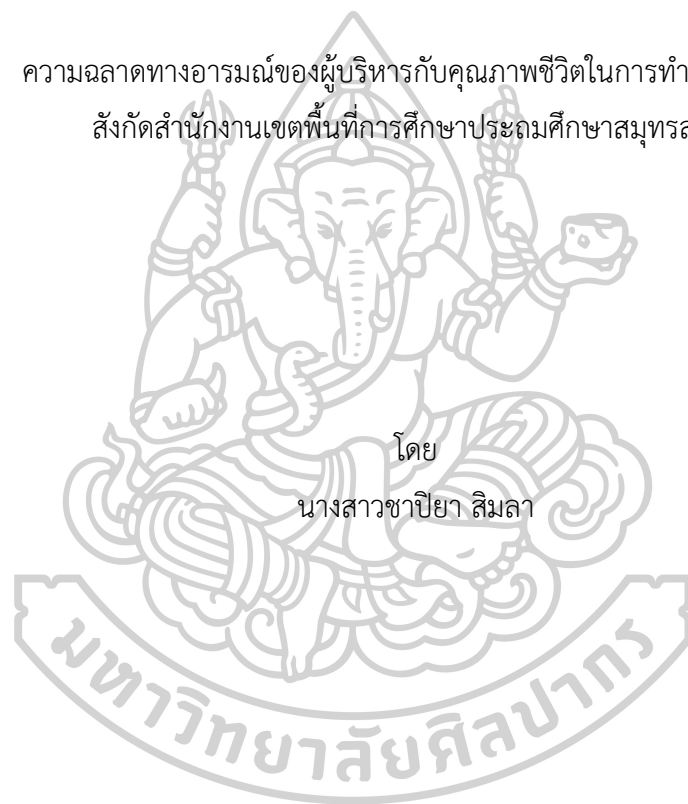 ความฉลาดทางอารมณ์ของผู้บริหารกับคุณภาพชีวิตในการทำ
สังกัดสำนักงานเขตพื้นที่การศึกษาประถมศึกษาสมุทรส
โดย
นางสาวชาปิยา สิมลา
มหาวิทยาลัยศิลปากร